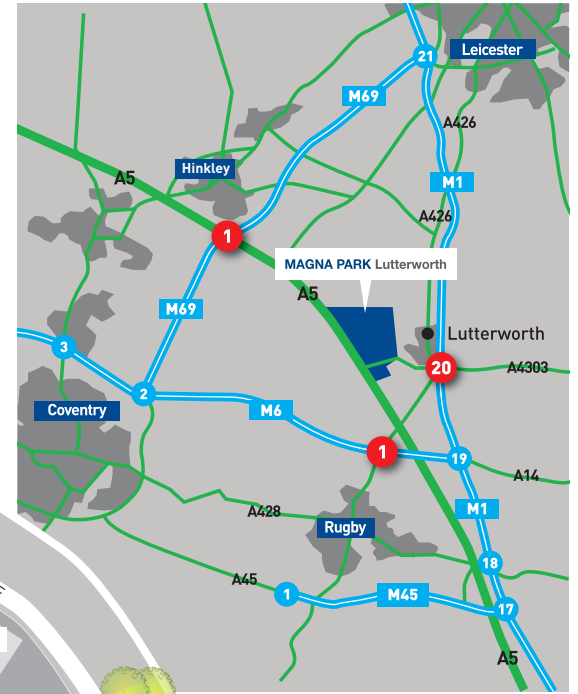 Leicester
21
M69
A426
Hinkley
A5
M1
A426
1
MAGNA PARK Lutterworth
A5
M69
Lutterworth
3
20
A4303
2
Coventry
M6
1
19
A14
M1
A428
Rugby
18
A45
1
M45
17
A5